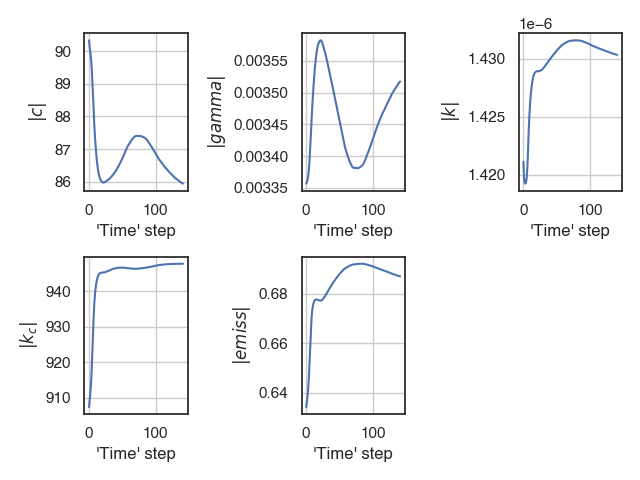 90
89
88
87
86
|c|
0
100
'Time' step
0.00355
0.00350
0.00345
0.00340
0.00335
|gamma|
0
100
'Time' step
1e−6
1.430
1.425
1.420
|k|
0
100
'Time' step
940
930
920
910
|k_c|
0
100
'Time' step
0.68
0.66
0.64
|emiss|
0
100
'Time' step